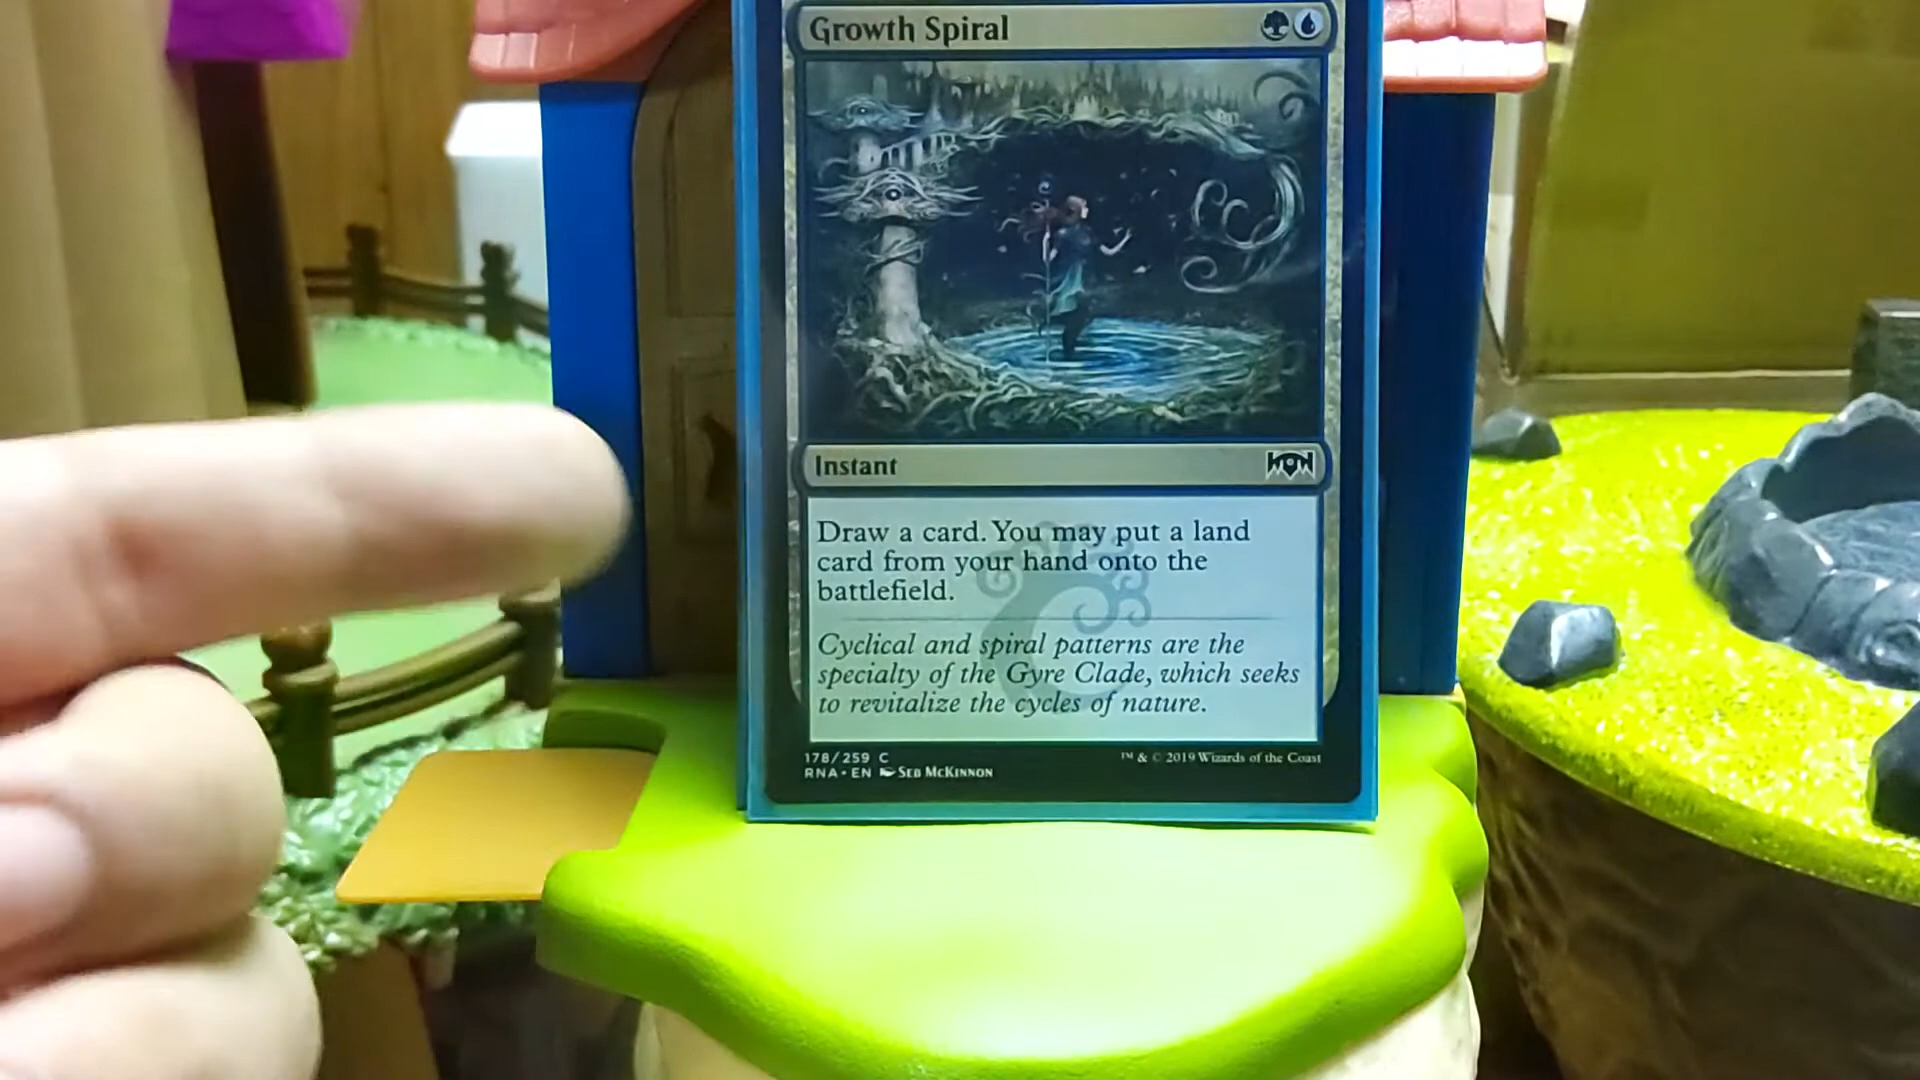 Growth Spiral
Instant
Draw a card. You may put a land
card from your hand onto the
battlefield.
Cyclical and spiral patterns are the
specialty of the Gyre Clade, which seeks
to revitalize the cycles of nature.
178/259 C
RNA • EN Seb McKinnon
™ & © 2019 Wizards of the Coast